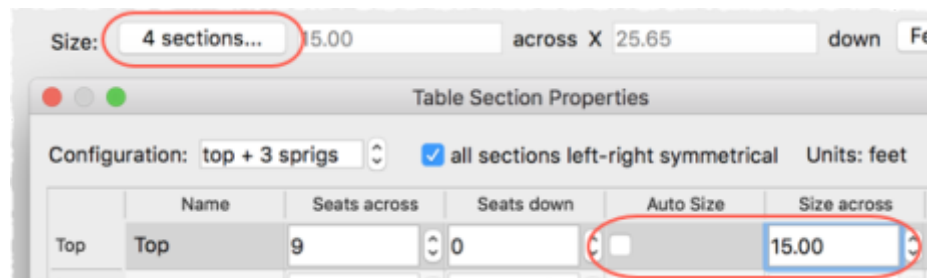 Size: 4 sections... 15.00 across X 25.65 down
Table Section Properties
Configuration: top + 3 sprigs all sections left-right symmetrical Units: feet
Name Seats across Seats down Auto Size Size across
Top Top 9 0 15.00